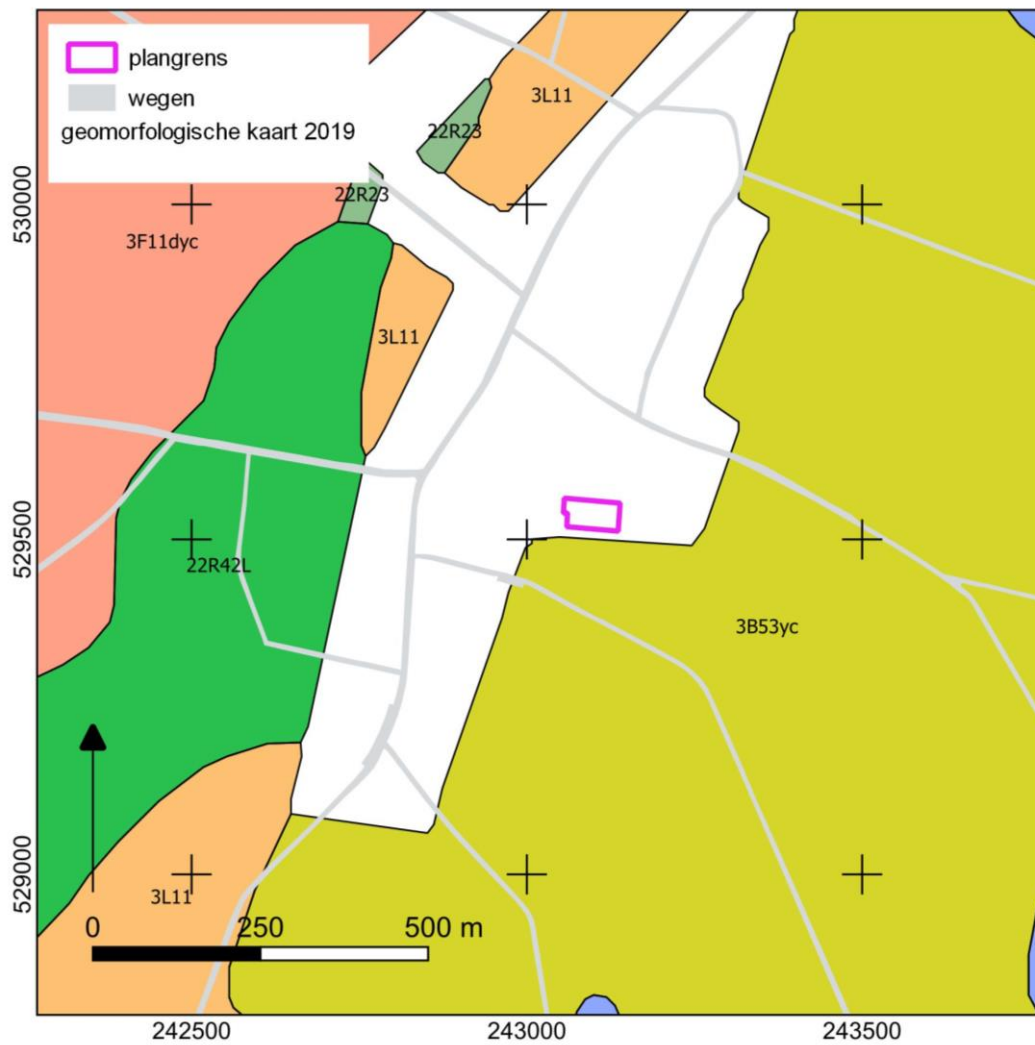 plangrens
wegen
geomorfologische kaart 2019
3L11
22R23
22R23
530000
3F11dyc
3L11
529500
22R42L
3B53yc
529000
3L11
0 250 500 m
242500 243000 243500